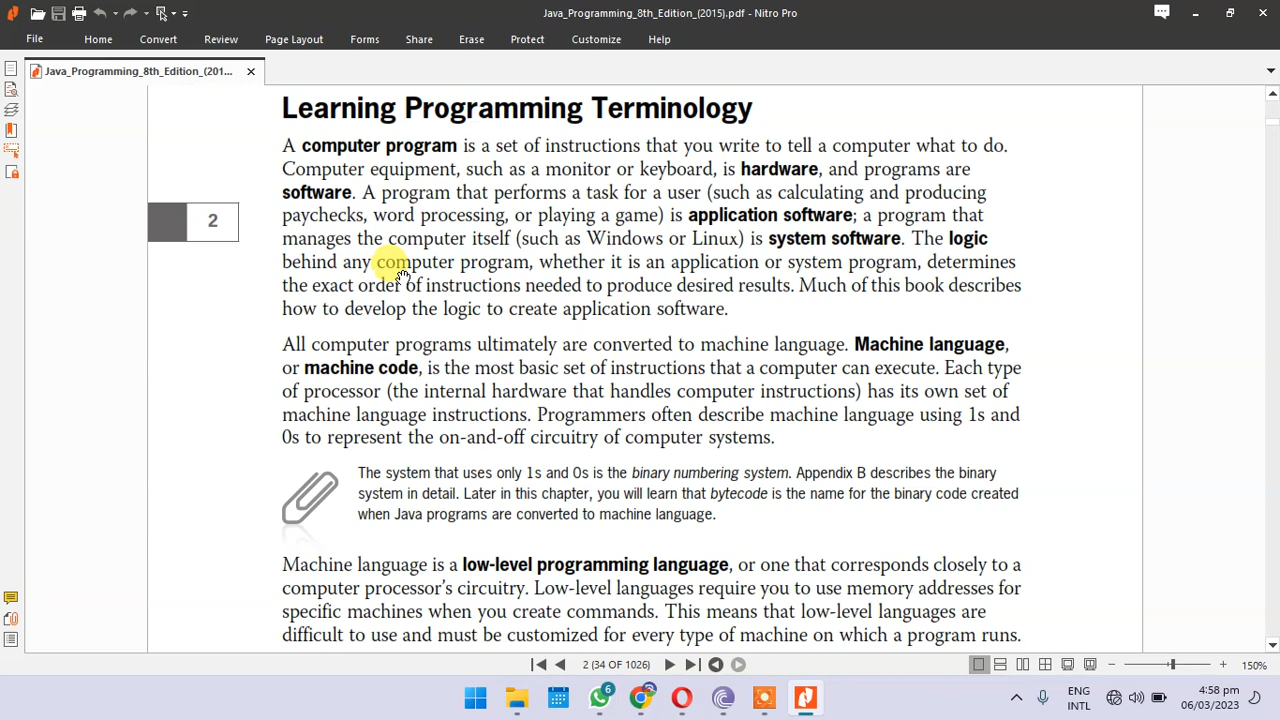 Java_Programming_8th_Edition_(2015).pdf - Nitro Pro
File Home Convert Review Page Layout Forms Share Erase Protect Customize Help
Java_Programming_8th_Edition_(201...
Learning Programming Terminology
A computer program is a set of instructions that you write to tell a computer what to do.
Computer equipment, such as a monitor or keyboard, is hardware, and programs are
software. A program that performs a task for a user (such as calculating and producing
2
paychecks, word processing, or playing a game) is application software; a program that
manages the computer itself (such as Windows or Linux) is system software. The logic
behind any computer program, whether it is an application or system program, determines
the exact order of instructions needed to produce desired results. Much of this book describes
how to develop the logic to create application software.
All computer programs ultimately are converted to machine language. Machine language,
or machine code, is the most basic set of instructions that a computer can execute. Each type
of processor (the internal hardware that handles computer instructions) has its own set of
machine language instructions. Programmers often describe machine language using 1s and
0s to represent the on-and-off circuitry of computer systems.
The system that uses only 1s and 0s is the binary numbering system. Appendix B describes the binary
system in detail. Later in this chapter, you will learn that bytecode is the name for the binary code created
when Java programs are converted to machine language.
Machine language is a low-level programming language, or one that corresponds closely to a
computer processor's circuitry. Low-level languages require you to use memory addresses for
specific machines when you create commands. This means that low-level languages are
difficult to use and must be customized for every type of machine on which a program runs.
2 (34 OF 1026)
150%
6
ENG
INTL
4:58 pm
06/03/2023